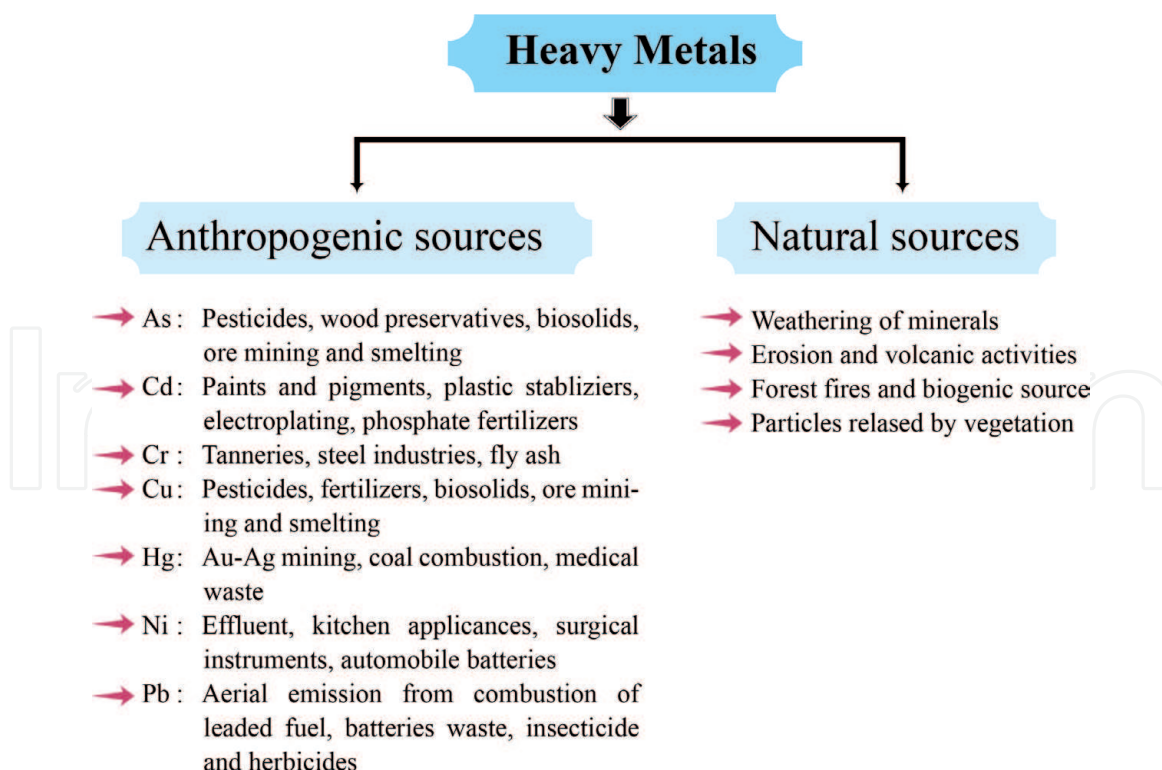 Heavy Metals
Anthropogenic sources
As : Pesticides, wood preservatives, biosolids,
ore mining and smelting
Cd: Paints and pigments, plastic stabliziers,
electroplating, phosphate fertilizers
Cr : Tanneries, steel industries, fly ash
Cu: Pesticides, fertilizers, biosolids, ore mini-
ing and smelting
Hg: Au-Ag mining, coal combustion, medical
waste
Ni : Effluent, kitchen applicances, surgical
instruments, automobile batteries
Pb : Aerial emission from combustion of
leaded fuel, batteries waste, insecticide
and herbicides
Natural sources
Weathering of minerals
Erosion and volcanic activities
Forest fires and biogenic source
Particles relased by vegetation